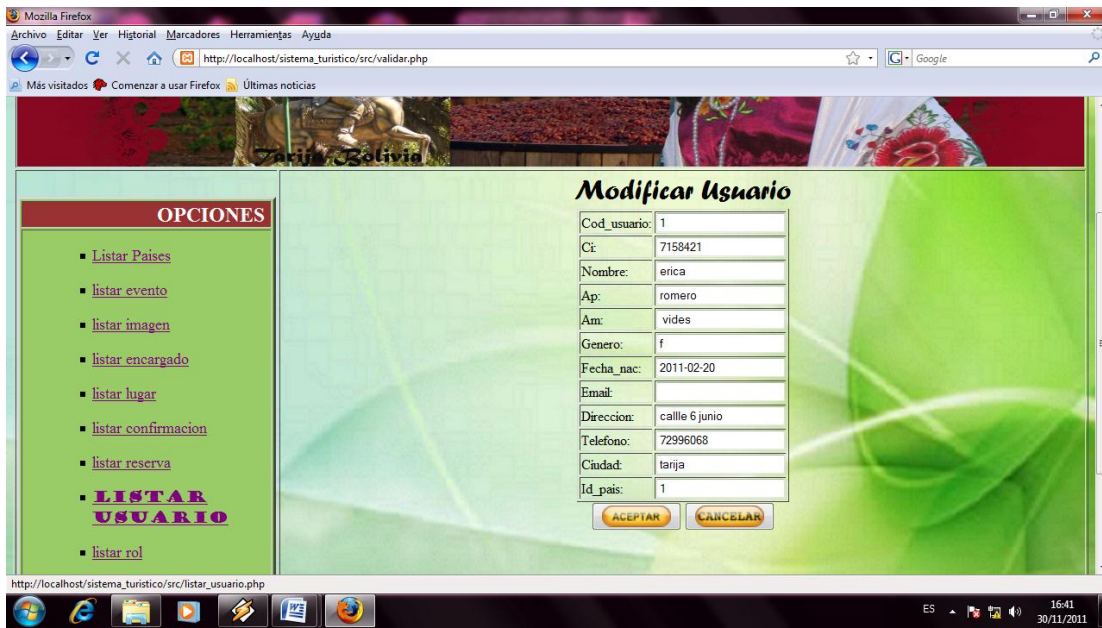 Mozilla Firefox
Archivo Editar Ver Historial Marcadores Herramientas Ayuda
http://localhost/sistema_turistico/src/validar.php
G Google
Más visitados Comenzar a usar Firefox Últimas noticias
Tarija Bolivia
OPCIONES
Listar Paises
listar evento
listar imagen
listar encargado
listar lugar
listar confirmacion
listar reserva
LISTAR
USUARIO
listar rol
Modificar Usuario
Cod_usuario: 1
Ci: 7158421
Nombre: erica
Ap: romero
Am: vides
Genero: f
Fecha_nac: 2011-02-20
Email:
Direccion: callle 6 junio
Telefono: 72996068
Ciudad: tarija
Id_pais: 1
ACEPTAR CANCELAR
http://localhost/sistema_turistico/src/listar_usuario.php
ES 16:41
30/11/2011